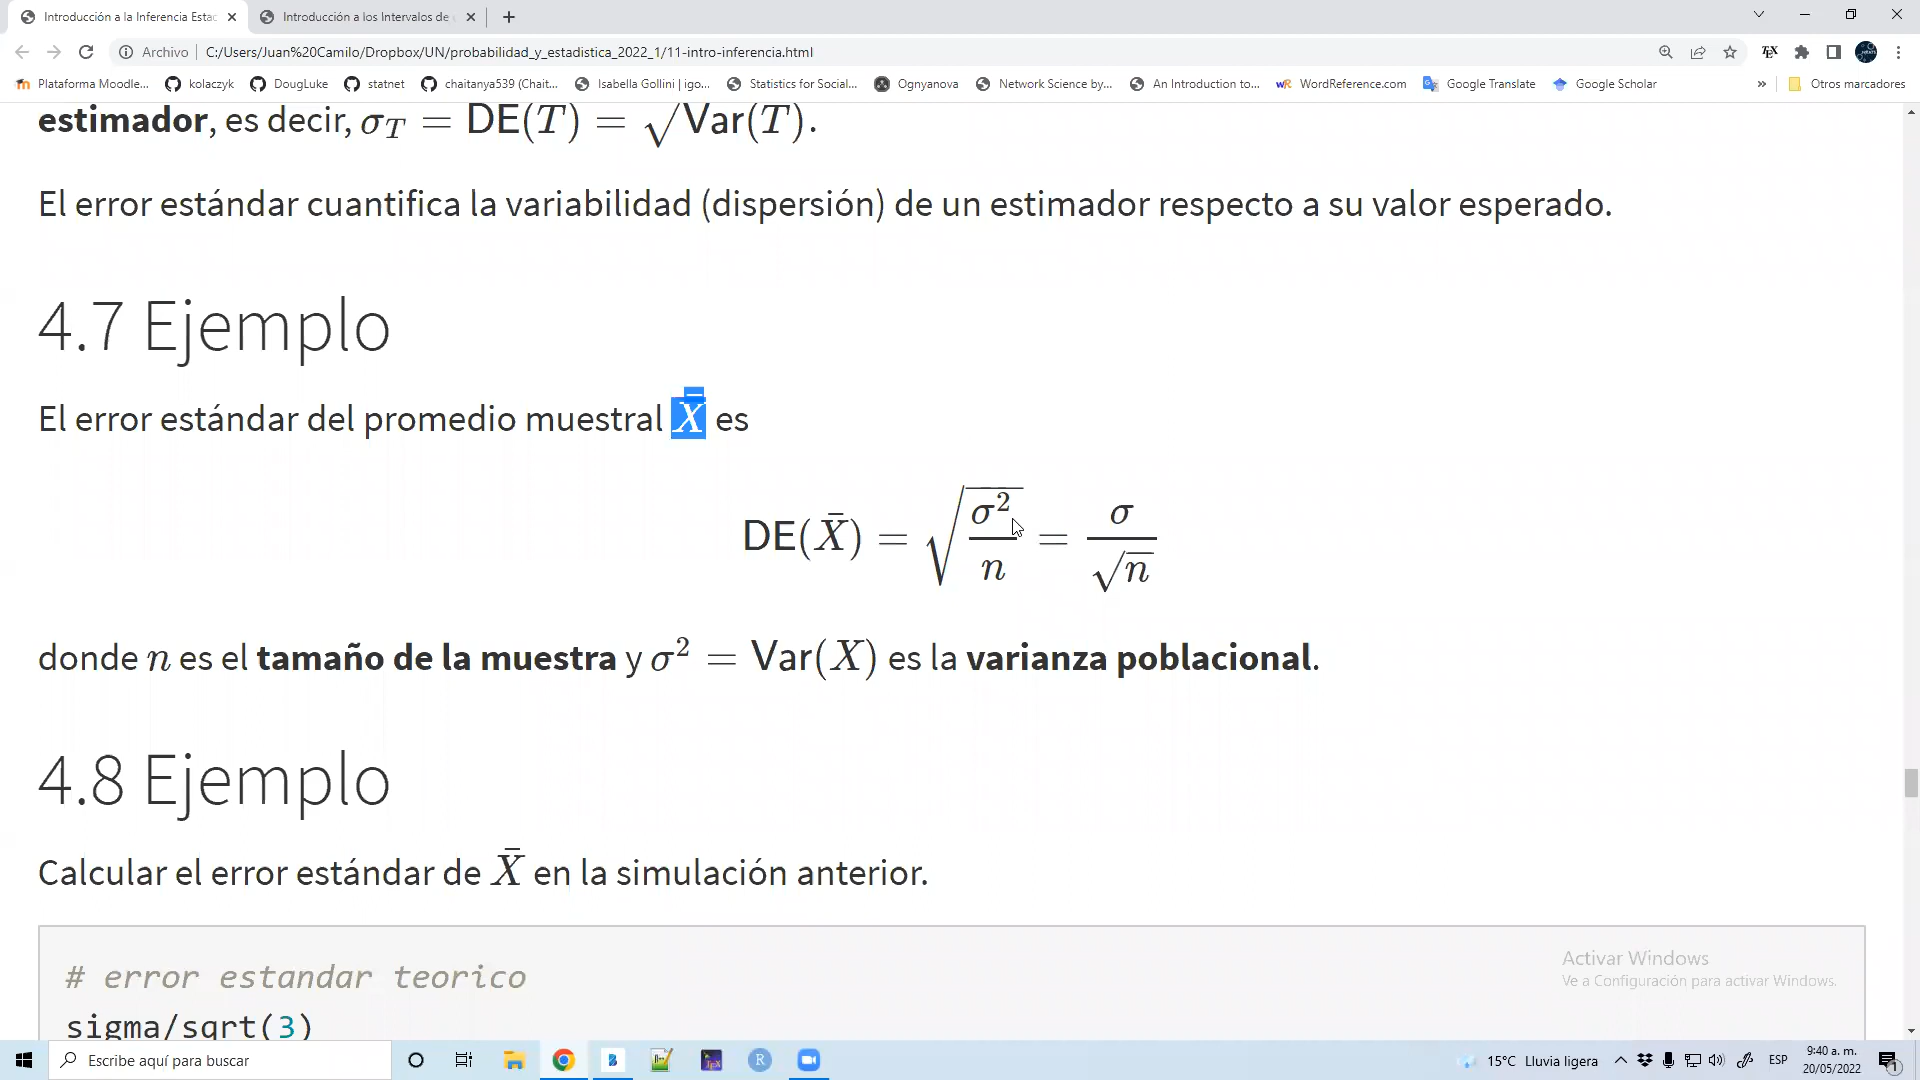 Introducción a la Inferencia Estac
Introducción a los Intervalos de
Archivo
C:/Users/Juan%20Camilo/Dropbox/UN/probabilidad_y_estadistica_2022_1/11-intro-inferencia.html
Plataforma Moodle... kolaczyk DougLuke statnet chaitanya539 (Chait... Isabella Gollini | igo... Statistics for Social... Ognyanova Network Science by... An Introduction to... WordReference.com Google Translate Google Scholar » Otros marcadores
estimador, es decir, σ_T = DE(T) = √Var(T).
El error estándar cuantifica la variabilidad (dispersión) de un estimador respecto a su valor esperado.
4.7 Ejemplo
El error estándar del promedio muestral X̄ es
DE(X̄) = √(σ²/n) = σ/√n
donde n es el tamaño de la muestra y σ² = Var(X) es la varianza poblacional.
4.8 Ejemplo
Calcular el error estándar de X̄ en la simulación anterior.
# error estandar teorico
sigma/sqrt(3)
Activar Windows
Ve a Configuración para activar Windows.
Escribe aquí para buscar
15°C Lluvia ligera
ESP
9:40 a. m.
20/05/2022